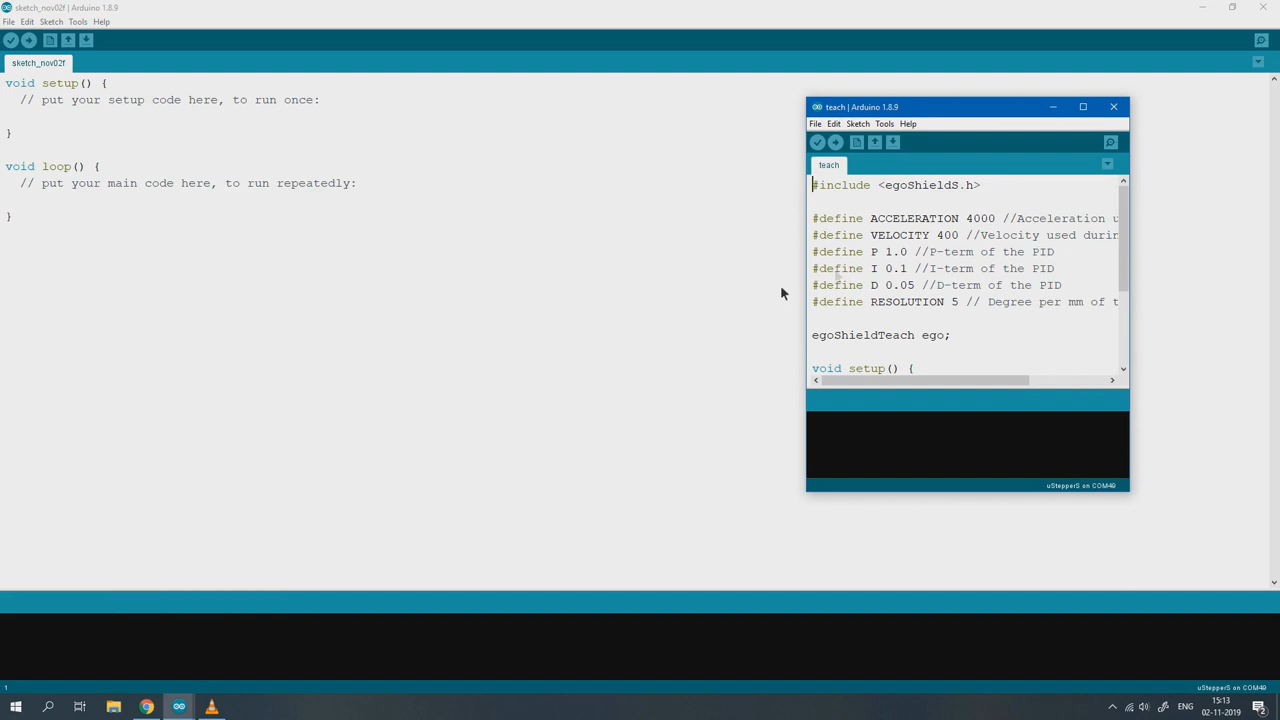 sketch_nov02f | Arduino 1.8.9
File Edit Sketch Tools Help
sketch_nov02f
void setup() {
// put your setup code here, to run once:
}
void loop() {
// put your main code here, to run repeatedly:
}
teach | Arduino 1.8.9
File Edit Sketch Tools Help
teach
#include <egoShieldS.h>
#define ACCELERATION 4000 //Acceleration u
#define VELOCITY 400 //Velocity used durin
#define P 1.0 //P-term of the PID
#define I 0.1 //I-term of the PID
#define D 0.05 //D-term of the PID
#define RESOLUTION 5 // Degree per mm of t
egoShieldTeach ego;
void setup() {
uStepperS on COM49
1
uStepperS on COM49
ENG
15:13
02-11-2019
2